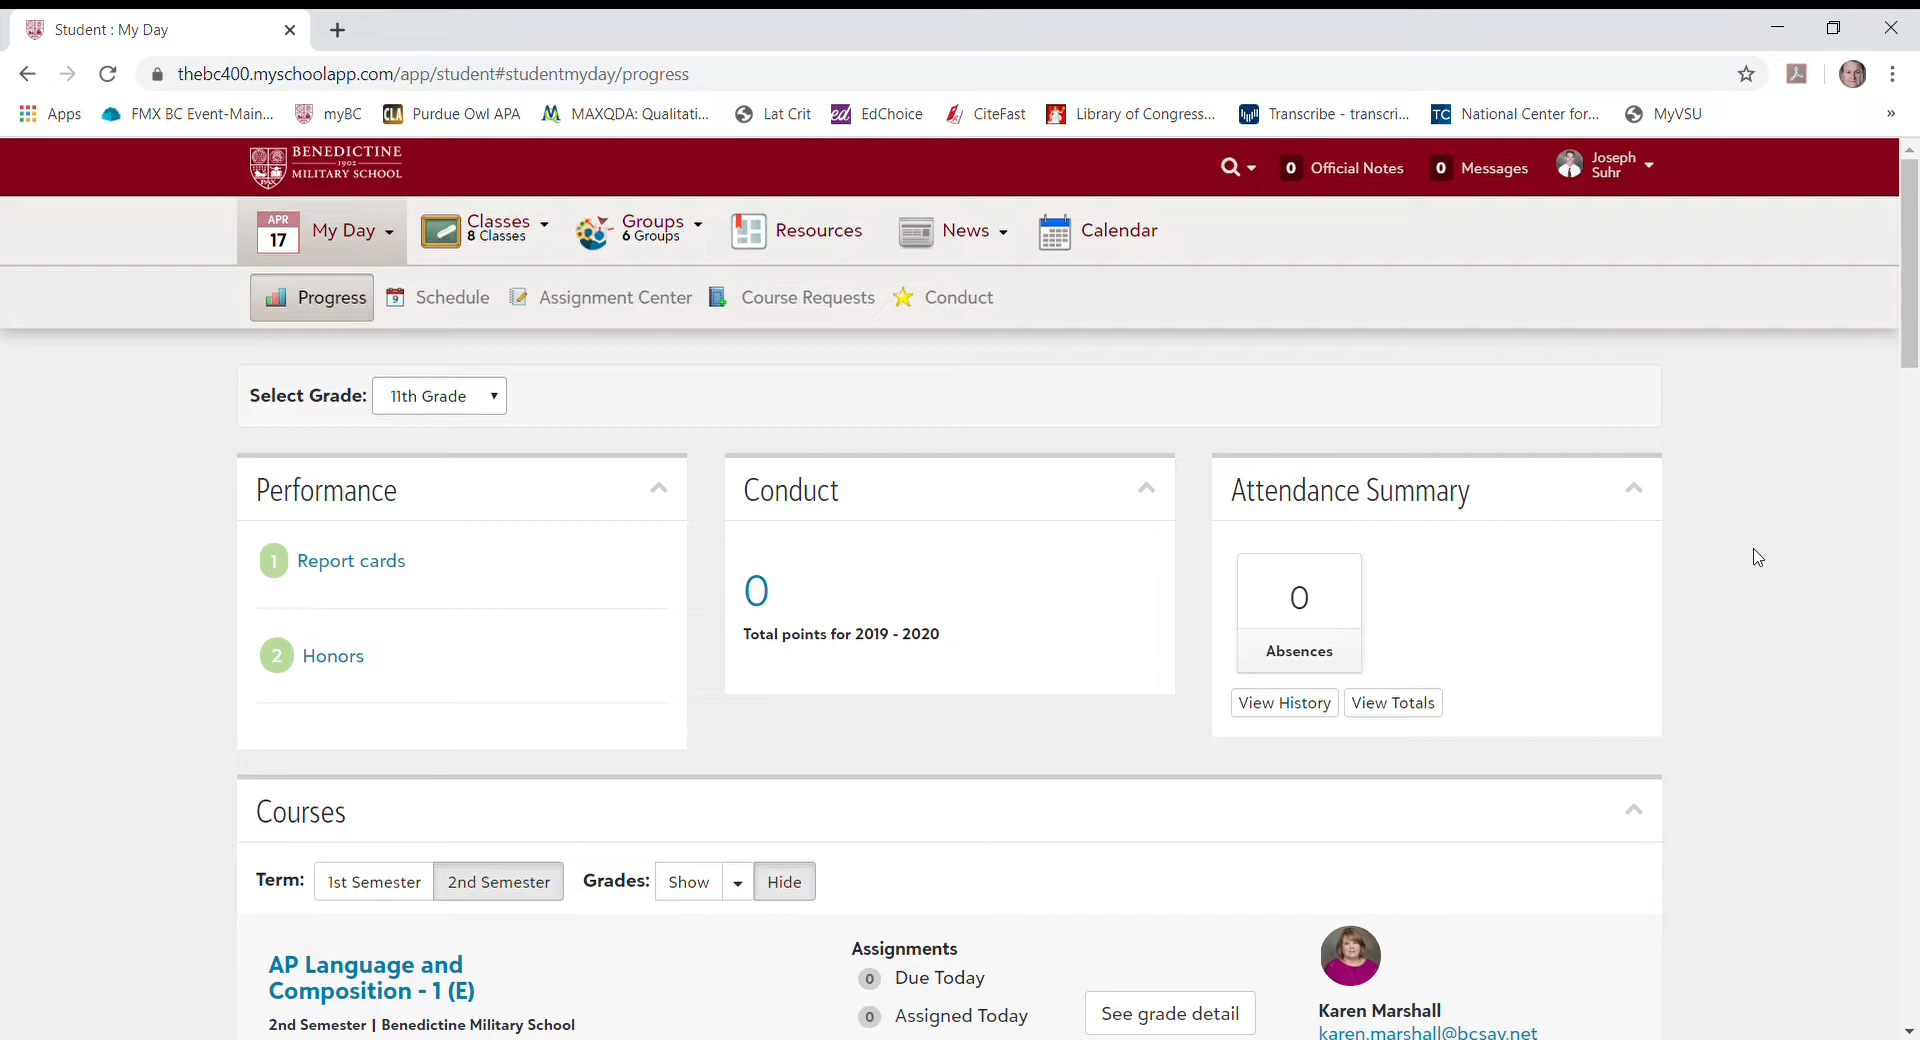 Student : My Day
thebc400.myschoolapp.com/app/student#studentmyday/progress
Apps FMX BC Event-Main... myBC CLA Purdue Owl APA MAXQDA: Qualitati... Lat Crit ed EdChoice CiteFast Library of Congress... Transcribe - transcri... TC National Center for... MyVSU »
BENEDICTINE
1902
MILITARY SCHOOL
0 Official Notes 0 Messages Joseph
Suhr
APR
17
My Day
Classes
8 Classes
Groups
6 Groups
Resources
News
Calendar
Progress 9 Schedule Assignment Center Course Requests Conduct
Select Grade: 11th Grade
Performance
1 Report cards
2 Honors
Conduct
0
Total points for 2019 - 2020
Attendance Summary
0
Absences
View History View Totals
Courses
Term: 1st Semester 2nd Semester Grades: Show Hide
AP Language and
Composition - 1 (E)
2nd Semester | Benedictine Military School
Assignments
0 Due Today
0 Assigned Today
See grade detail
Karen Marshall
karen.marshall@bcsav.net